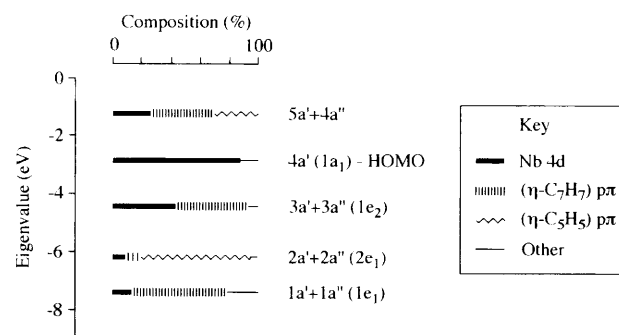 Composition (%)
0 100
0
-2
-4
-6
-8
Eigenvalue (eV)
5a'+4a"
4a' (1a₁) - HOMO
3a'+3a" (1e₂)
2a'+2a" (2e₁)
1a'+1a" (1e₁)
Key
Nb 4d
(η-C₇H₇) pπ
(η-C₅H₅) pπ
Other